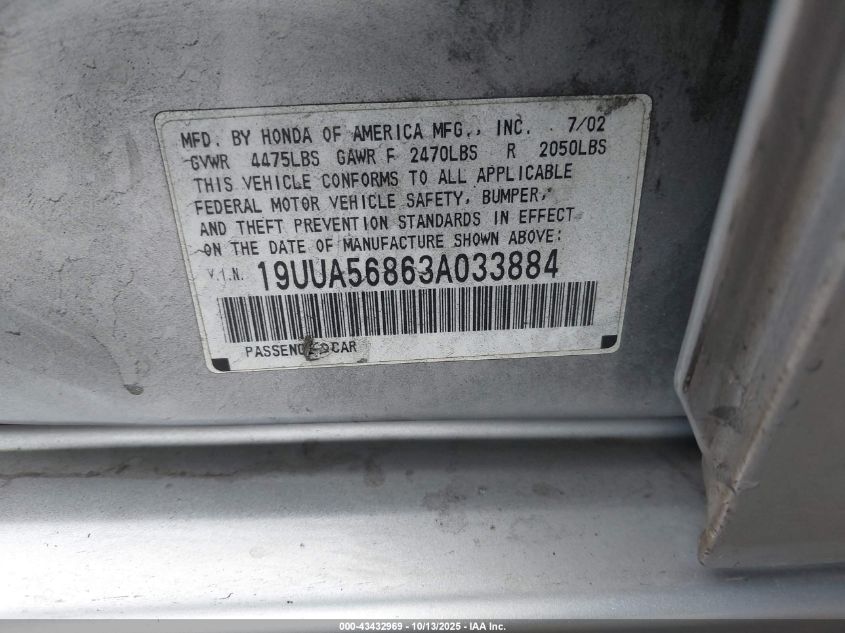 MFD. BY HONDA OF AMERICA MFG., INC. 7/02
GVWR 4475LBS GAWR F 2470LBS R 2050LBS
THIS VEHICLE CONFORMS TO ALL APPLICABLE
FEDERAL MOTOR VEHICLE SAFETY, BUMPER,
AND THEFT PREVENTION STANDARDS IN EFFECT
ON THE DATE OF MANUFACTURE SHOWN ABOVE:
V.I.N. 19UUA56863A033884
PASSENGER CAR
000-43432969 | 10/13/2025 - IAA Inc.